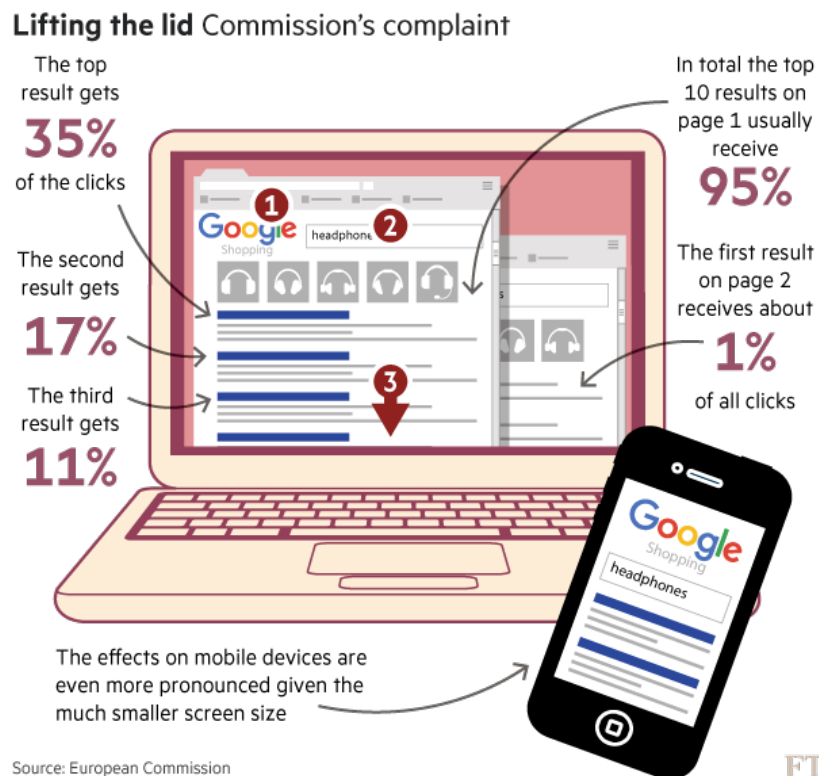 Lifting the lid Commission's complaint
The top
result gets
35%
of the clicks
The second
result gets
17%
The third
result gets
11%
In total the top
10 results on
page 1 usually
receive
95%
The first result
on page 2
receives about
1%
of all clicks
1
Google
Shopping
headphone
2
s
3
Google
Shopping
headphones
The effects on mobile devices are
even more pronounced given the
much smaller screen size
Source: European Commission
FT